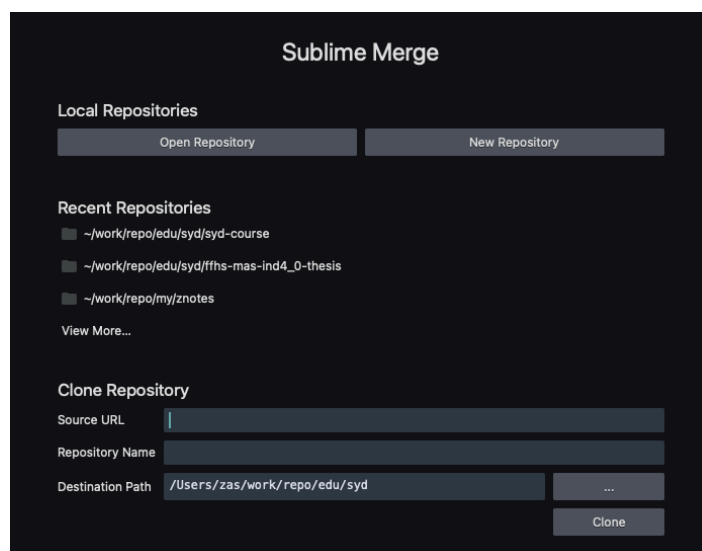 Sublime Merge
Local Repositories
Open Repository New Repository
Recent Repositories
~/work/repo/edu/syd/syd-course
~/work/repo/edu/syd/ffhs-mas-ind4_0-thesis
~/work/repo/my/znotes
View More...
Clone Repository
Source URL
Repository Name
Destination Path /Users/zas/work/repo/edu/syd ...
Clone